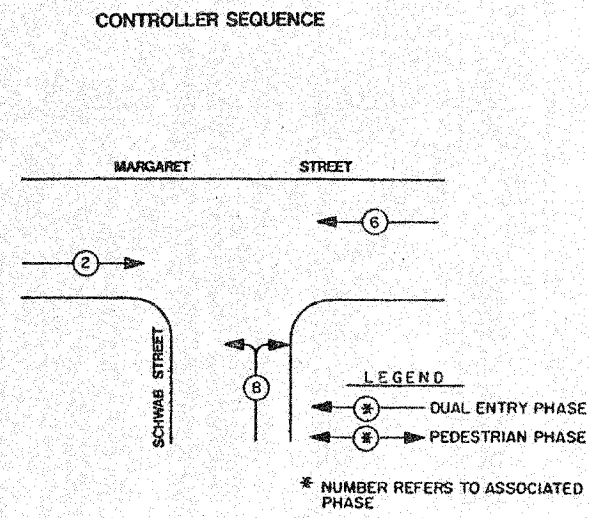 CONTROLLER SEQUENCE
MARGARET STREET
6
2
SCHWAB STREET
8
LEGEND
* DUAL ENTRY PHASE
* PEDESTRIAN PHASE
* NUMBER REFERS TO ASSOCIATED
PHASE